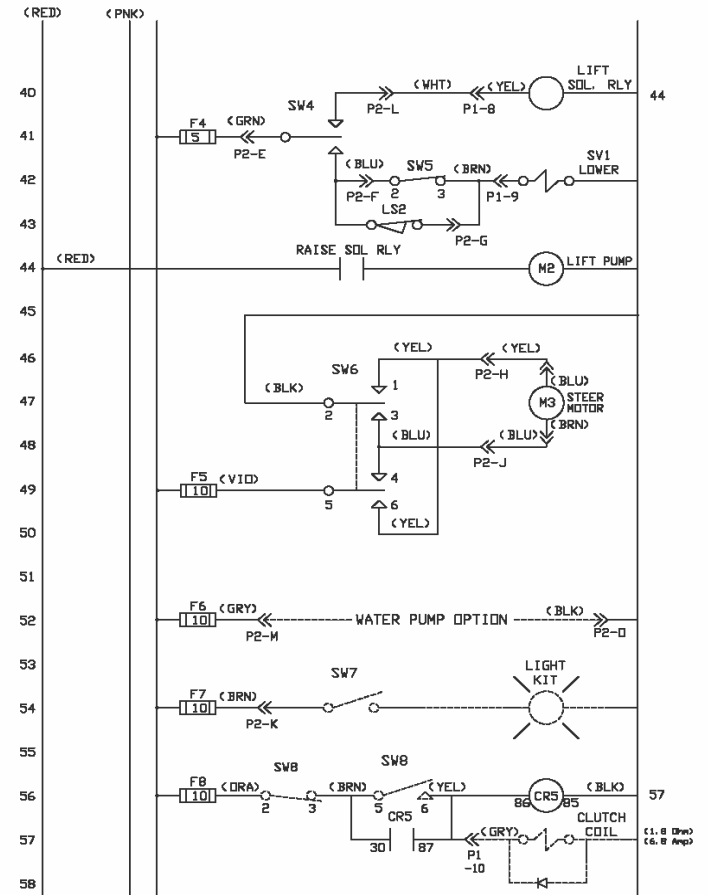 (RED) (PNK)
LIFT
40 (WHT) (YEL) SOL. RLY 44
SW4 P2-L P1-8
F4 (GRN)
41 5
P2-E
(BLU) SW5 (BRN) SV1
42 LOWER
P2-F 2 3 P1-9
LS2
43
P2-G
(RED) RAISE SOL RLY
44 M2 LIFT PUMP
45
46 (YEL) (YEL)
SW6 P2-H
(BLK) 1 (BLU)
47 M3 STEER
MOTOR
2 3 (BRN)
(BLU) (BLU)
48
P2-J
F5 (VIO) 4
49 10
5 6
(YEL)
50
51
F6 (GRY) (BLK)
52 10 WATER PUMP OPTION
P2-M P2-O
53 LIGHT
SW7 KIT
F7 (BRN)
54 10
P2-K
55
SW8 SW8
F8 (ORA) (BRN) (YEL) (BLK)
56 10 CR5 57
2 3 5 6 86 85
CR5 CLUTCH
57 (GRY) COIL (1.8 Ohm)
(6.8 Amp)
30 87 P1
-10
58